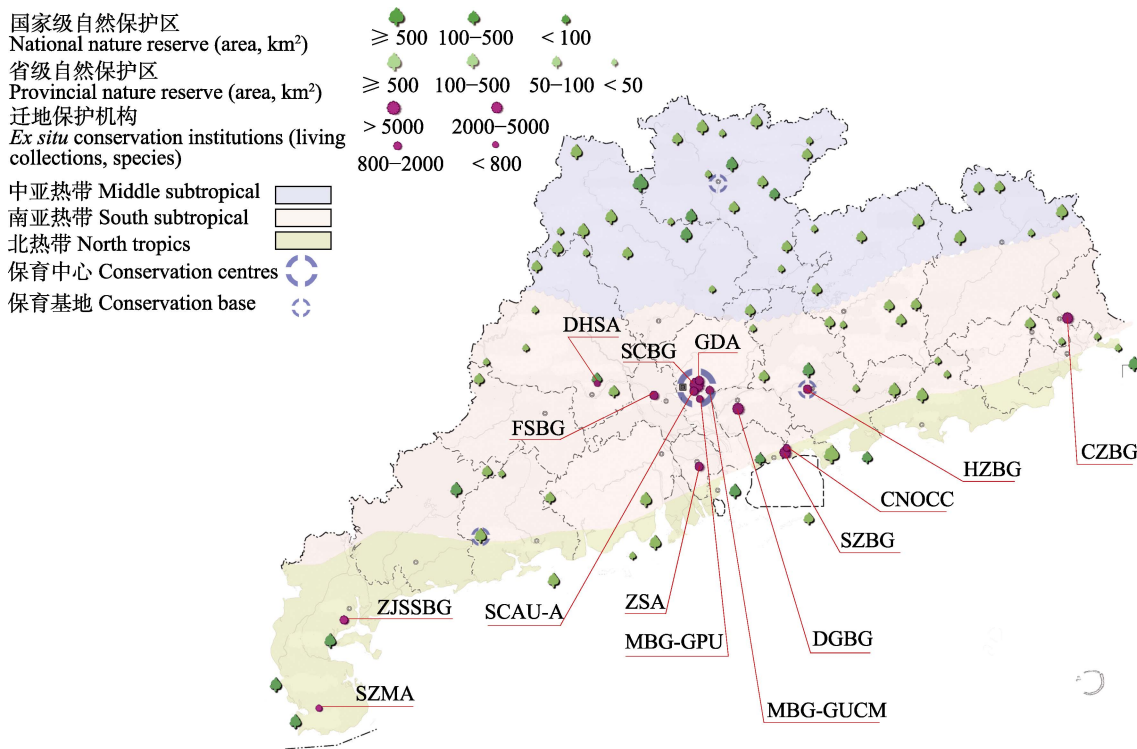 国家级自然保护区
National nature reserve (area, km²)
≥ 500 100–500 < 100
省级自然保护区
Provincial nature reserve (area, km²)
≥ 500 100–500 50–100 < 50
迁地保护机构
Ex situ conservation institutions (living
collections, species)
> 5000 2000–5000
800–2000 < 800
中亚热带 Middle subtropical
南亚热带 South subtropical
北热带 North tropics
保育中心 Conservation centres
保育基地 Conservation base
DHSA
SCBG
GDA
FSBG
CZBG
HZBG
CNOCC
SZBG
ZJSSBG
SCAU-A
ZSA
MBG-GPU
DGBG
SZMA
MBG-GUCM